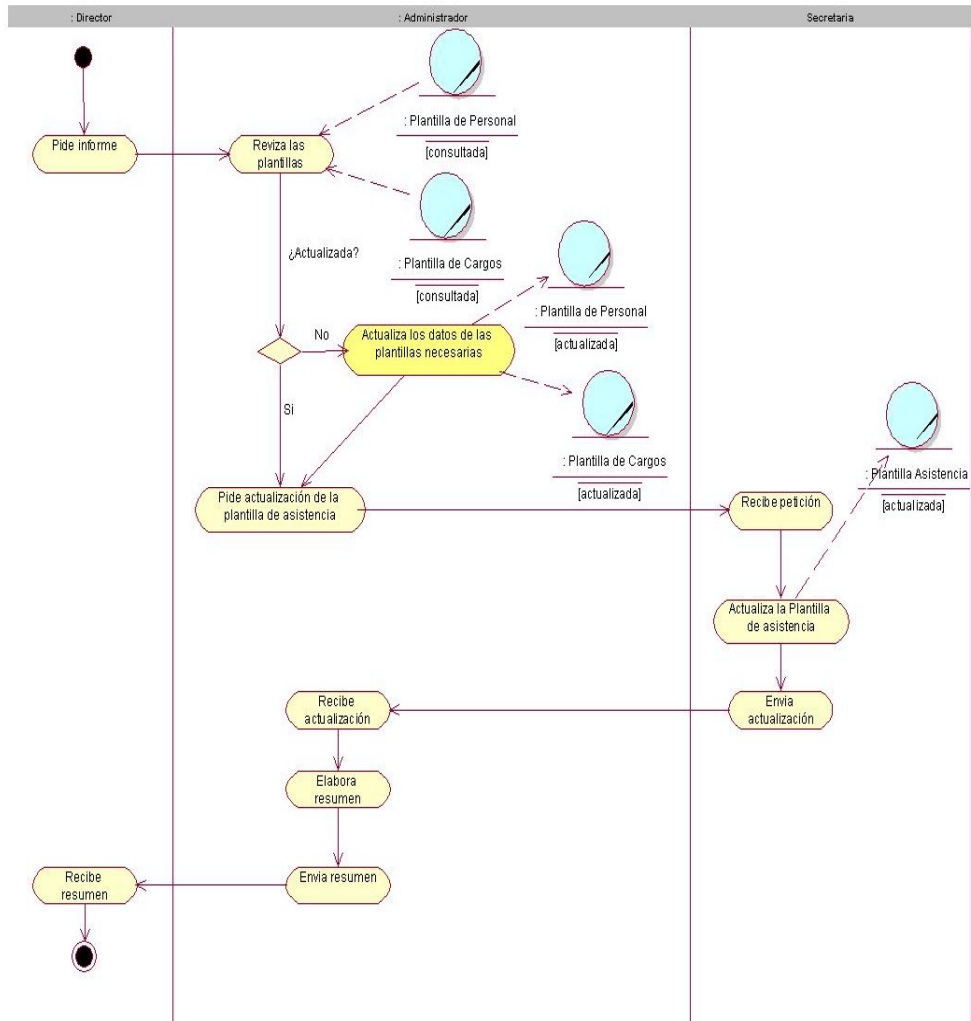 : Director
: Administrador
Secretaria
: Plantilla de Personal
[consultada]
Pide informe
Reviza las
plantillas
¿Actualizada?
: Plantilla de Cargos
[consultada]
: Plantilla de Personal
[actualizada]
No
Actualiza los datos de las
plantillas necesarias
Si
: Plantilla de Cargos
[actualizada]
: Plantilla Asistencia
[actualizada]
Pide actualización de la
plantilla de asistencia
Recibe petición
Actualiza la Plantilla
de asistencia
Recibe
actualización
Envia
actualización
Elabora
resumen
Envia resumen
Recibe
resumen